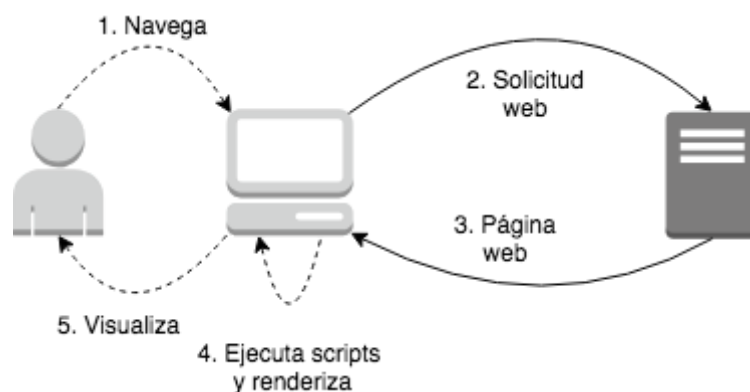 1. Navega
2. Solicitud
web
3. Página
web
4. Ejecuta scripts
y renderiza
5. Visualiza